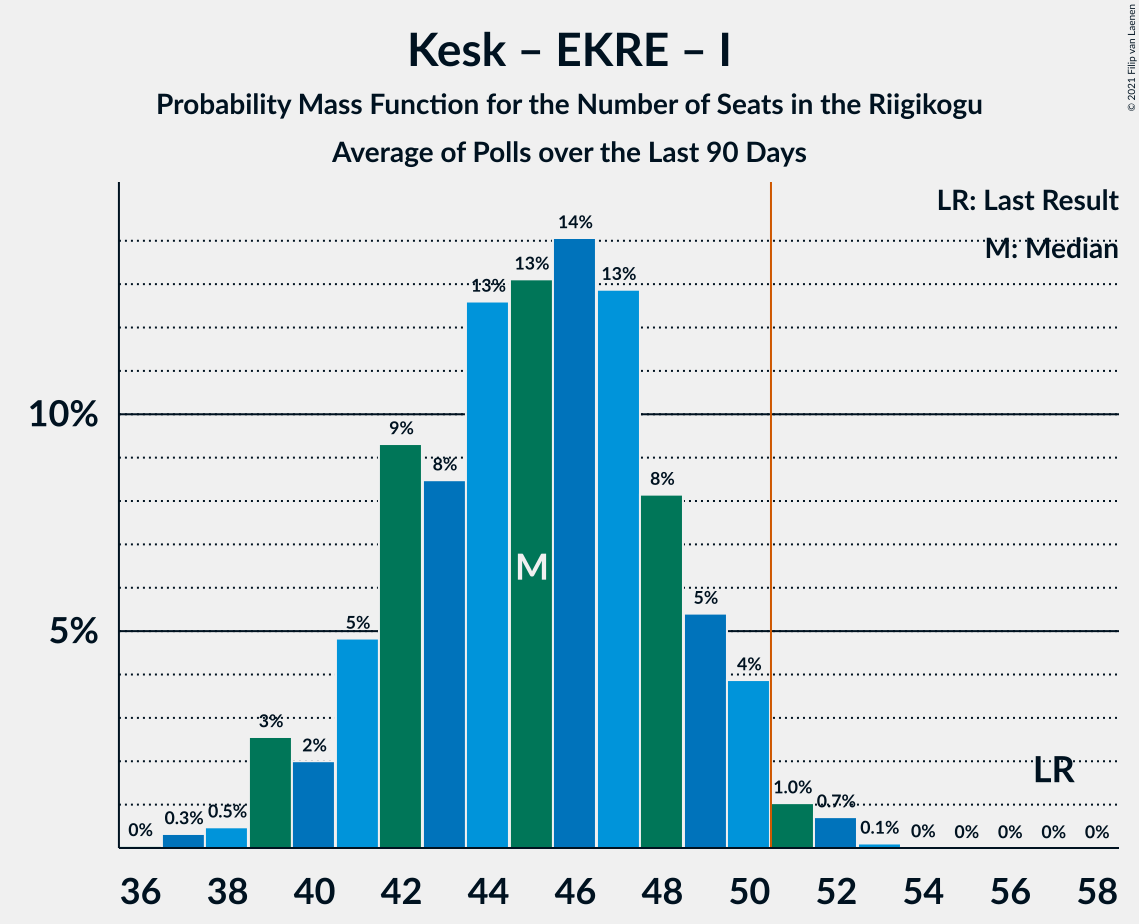 Kesk – EKRE – I
Probability Mass Function for the Number of Seats in the Riigikogu
Average of Polls over the Last 90 Days
© 2021 Filip van Laenen
LR: Last Result
M: Median
10%
5%
0%
0.3%
0.5%
3%
2%
5%
9%
8%
13%
13%
14%
13%
8%
5%
4%
1.0%
0.7%
0.1%
0%
0%
0%
0%
0%
M
LR
36 38 40 42 44 46 48 50 52 54 56 58